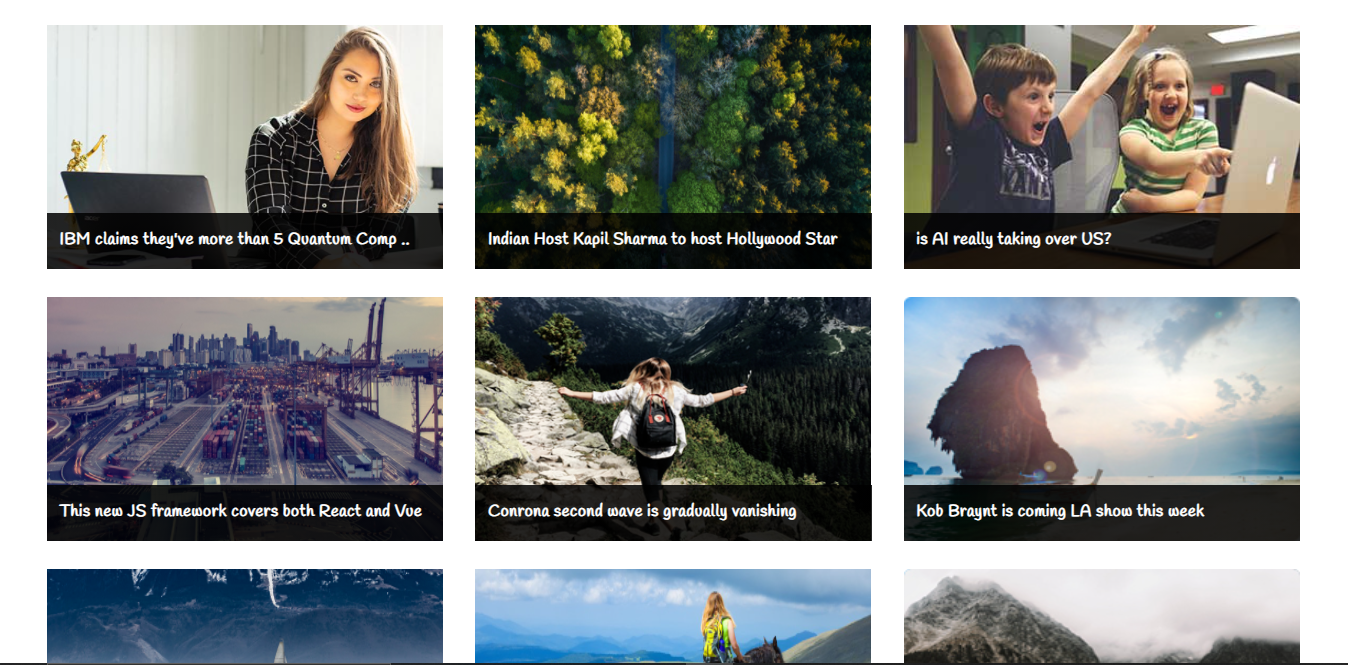 IBM claims they've more than 5 Quantum Comp ..
Indian Host Kapil Sharma to host Hollywood Star
is AI really taking over US?
This new JS framework covers both React and Vue
Conrona second wave is gradually vanishing
Kob Braynt is coming LA show this week